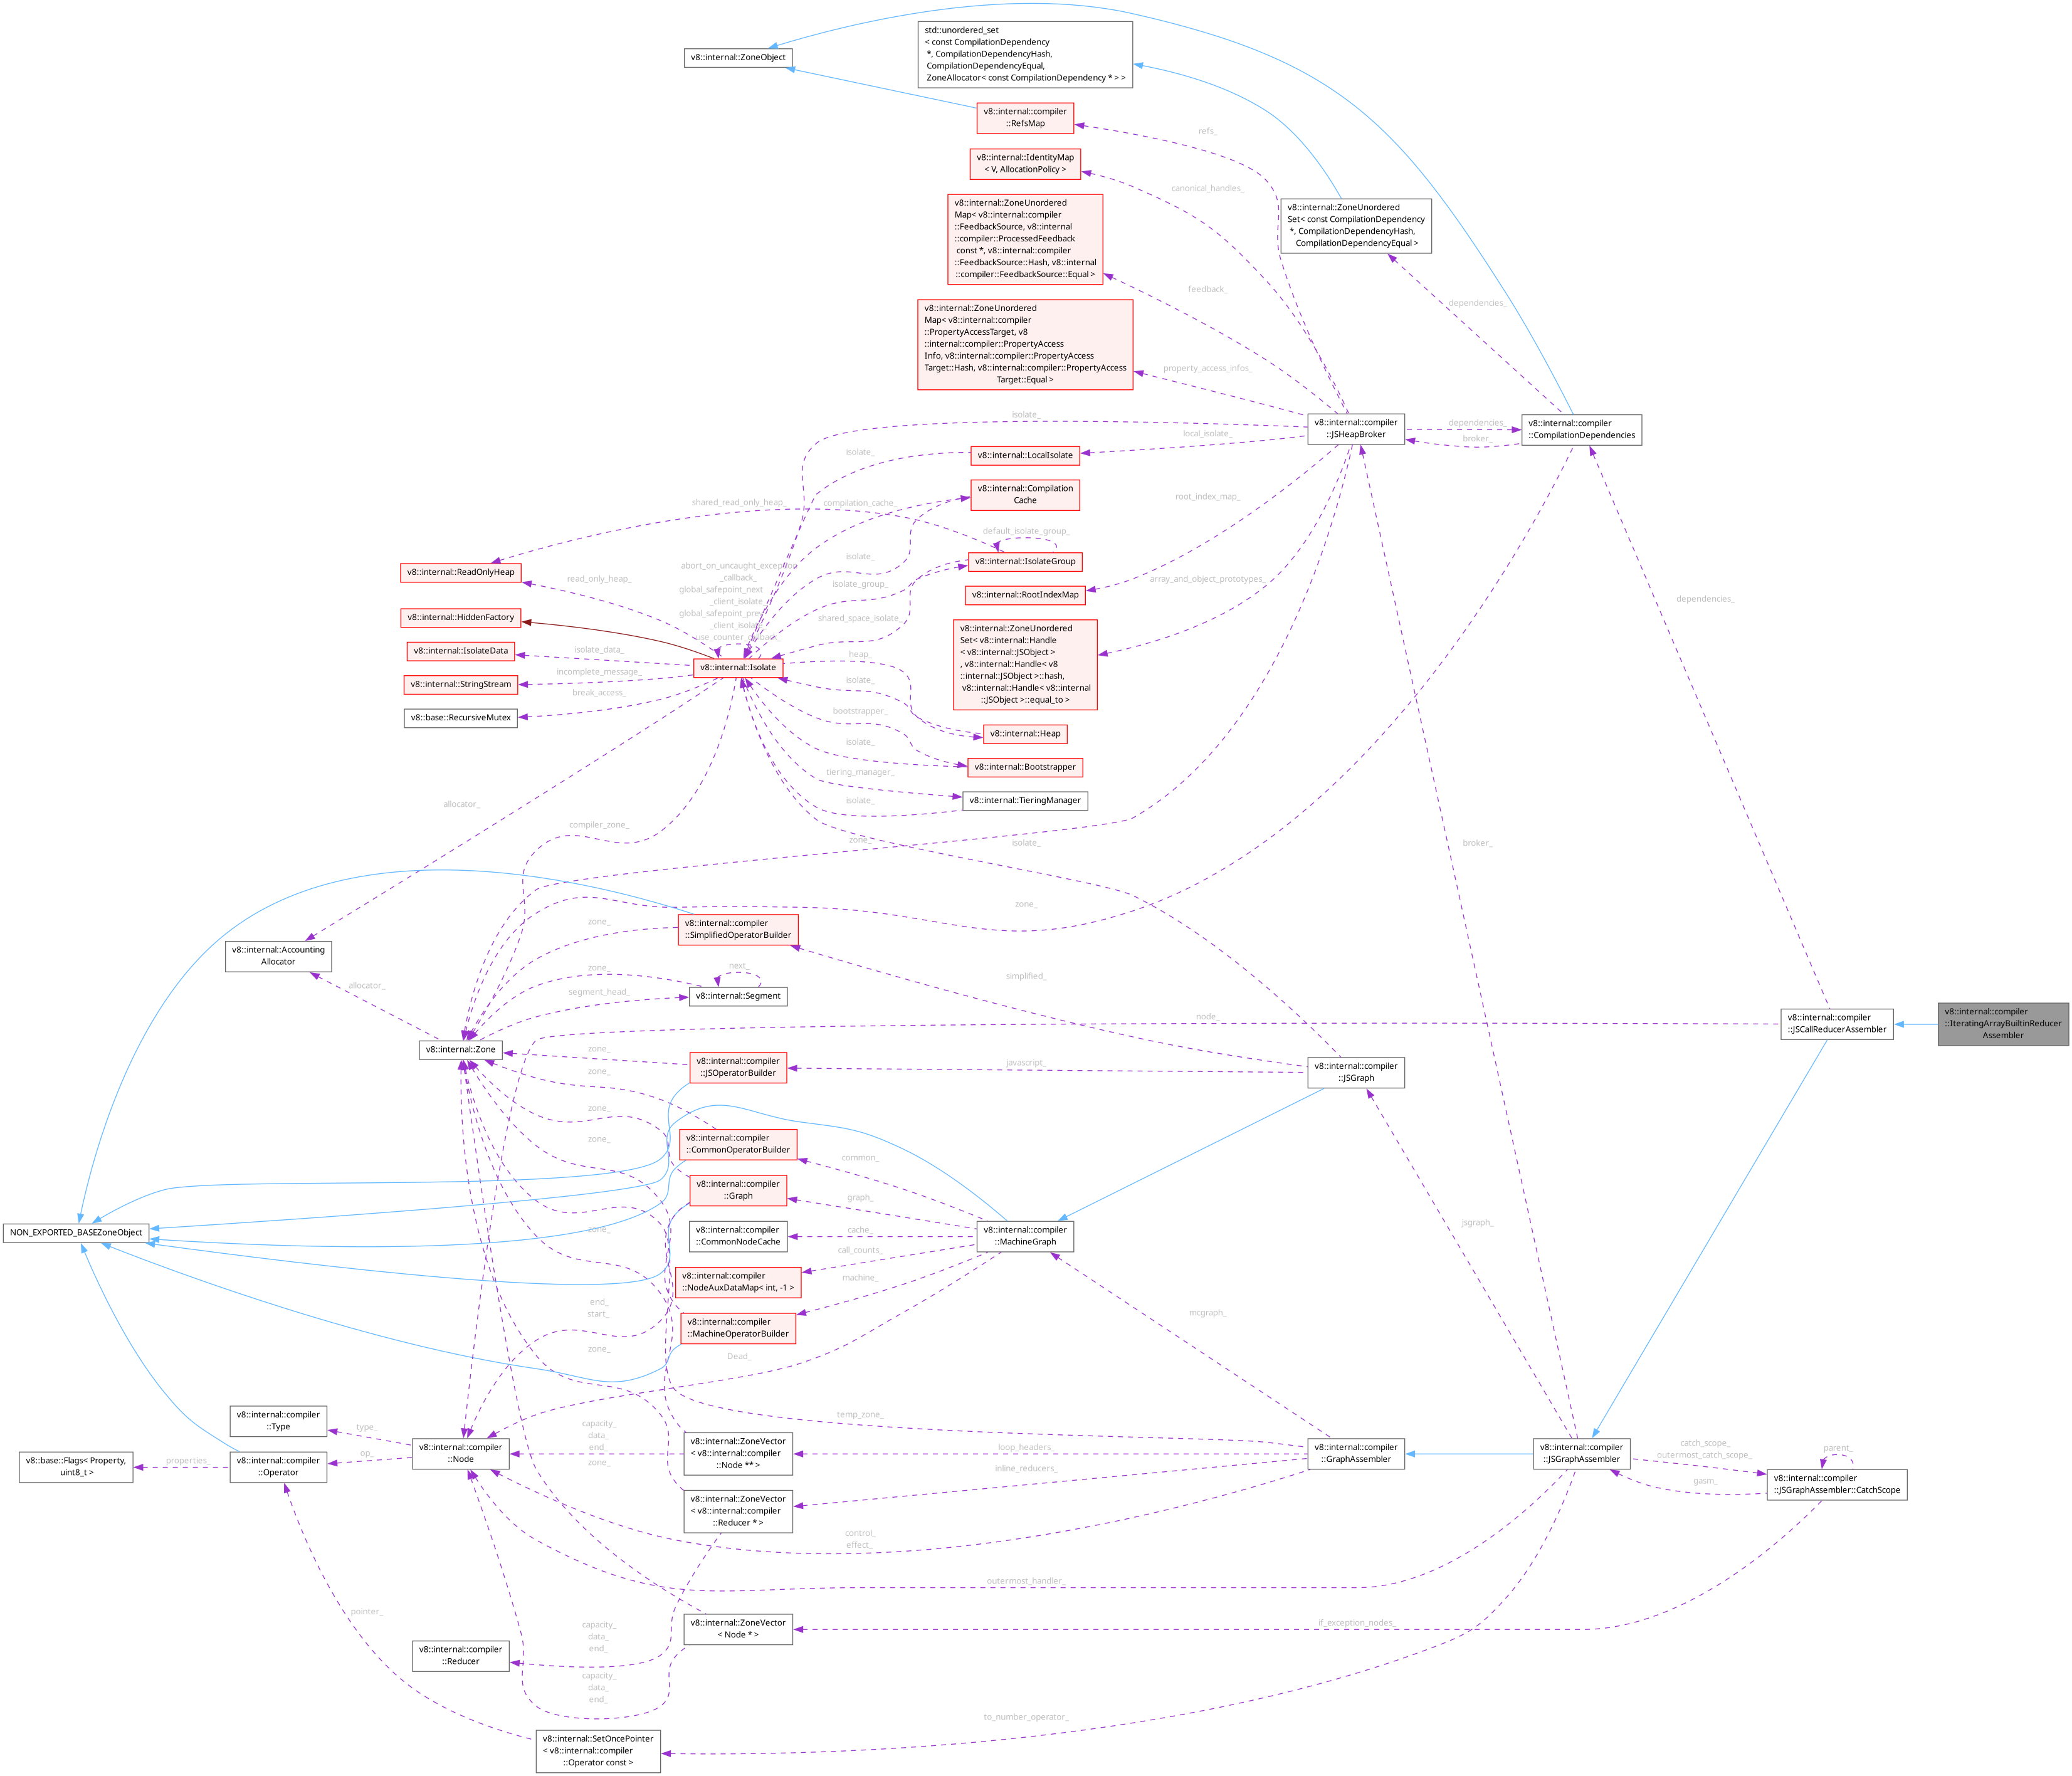 std::unordered_set
< const CompilationDependency
*, CompilationDependencyHash,
CompilationDependencyEqual,
ZoneAllocator< const CompilationDependency * > >
v8::internal::ZoneObject
v8::internal::compiler
::RefsMap
refs_
v8::internal::IdentityMap
< V, AllocationPolicy >
canonical_handles_
v8::internal::ZoneUnordered
Map< v8::internal::compiler
::FeedbackSource, v8::internal
::compiler::ProcessedFeedback
const *, v8::internal::compiler
::FeedbackSource::Hash, v8::internal
::compiler::FeedbackSource::Equal >
v8::internal::ZoneUnordered
Set< const CompilationDependency
*, CompilationDependencyHash,
CompilationDependencyEqual >
feedback_
dependencies_
v8::internal::ZoneUnordered
Map< v8::internal::compiler
::PropertyAccessTarget, v8
::internal::compiler::PropertyAccess
Info, v8::internal::compiler::PropertyAccess
Target::Hash, v8::internal::compiler::PropertyAccess
Target::Equal >
property_access_infos_
v8::internal::compiler
::JSHeapBroker
dependencies_
broker_
v8::internal::compiler
::CompilationDependencies
isolate_
local_isolate_
isolate_
v8::internal::LocalIsolate
v8::internal::Compilation
Cache
shared_read_only_heap_
compilation_cache_
root_index_map_
default_isolate_group_
isolate_
v8::internal::IsolateGroup
v8::internal::ReadOnlyHeap
read_only_heap_
abort_on_uncaught_exception
_callback_
global_safepoint_next
_client_isolate_
global_safepoint_prev
_client_isolate_
use_counter_callback_
isolate_group_
array_and_object_prototypes_
v8::internal::RootIndexMap
dependencies_
v8::internal::HiddenFactory
shared_space_isolate_
v8::internal::ZoneUnordered
Set< v8::internal::Handle
< v8::internal::JSObject >
, v8::internal::Handle< v8
::internal::JSObject >::hash,
v8::internal::Handle< v8::internal
::JSObject >::equal_to >
v8::internal::IsolateData
isolate_data_
v8::internal::Isolate
heap_
v8::internal::StringStream
incomplete_message_
isolate_
v8::base::RecursiveMutex
break_access_
bootstrapper_
v8::internal::Heap
isolate_
v8::internal::Bootstrapper
tiering_manager_
v8::internal::TieringManager
isolate_
allocator_
compiler_zone_
zone_
isolate_
broker_
zone_
v8::internal::compiler
::SimplifiedOperatorBuilder
zone_
v8::internal::Accounting
Allocator
zone_
next_
simplified_
allocator_
segment_head_
v8::internal::Segment
node_
v8::internal::compiler
::JSCallReducerAssembler
v8::internal::compiler
::IteratingArrayBuiltinReducer
Assembler
v8::internal::Zone
zone_
v8::internal::compiler
::JSOperatorBuilder
javascript_
v8::internal::compiler
::JSGraph
zone_
zone_
zone_
v8::internal::compiler
::CommonOperatorBuilder
common_
v8::internal::compiler
::Graph
graph_
NON_EXPORTED_BASEZoneObject
zone_
v8::internal::compiler
::CommonNodeCache
cache_
v8::internal::compiler
::MachineGraph
jsgraph_
call_counts_
v8::internal::compiler
::NodeAuxDataMap< int, -1 >
machine_
end_
start_
mcgraph_
v8::internal::compiler
::MachineOperatorBuilder
zone_
Dead_
v8::internal::compiler
::Type
type_
temp_zone_
capacity_
data_
end_
zone_
v8::internal::compiler
::Node
v8::internal::ZoneVector
< v8::internal::compiler
::Node ** >
loop_headers_
v8::internal::compiler
::GraphAssembler
v8::internal::compiler
::JSGraphAssembler
catch_scope_
outermost_catch_scope_
parent_
v8::base::Flags< Property,
uint8_t >
properties_
v8::internal::compiler
::Operator
op_
inline_reducers_
gasm_
v8::internal::compiler
::JSGraphAssembler::CatchScope
v8::internal::ZoneVector
< v8::internal::compiler
::Reducer * >
control_
effect_
outermost_handler_
pointer_
capacity_
data_
end_
v8::internal::ZoneVector
< Node * >
if_exception_nodes_
v8::internal::compiler
::Reducer
capacity_
data_
end_
to_number_operator_
v8::internal::SetOncePointer
< v8::internal::compiler
::Operator const >